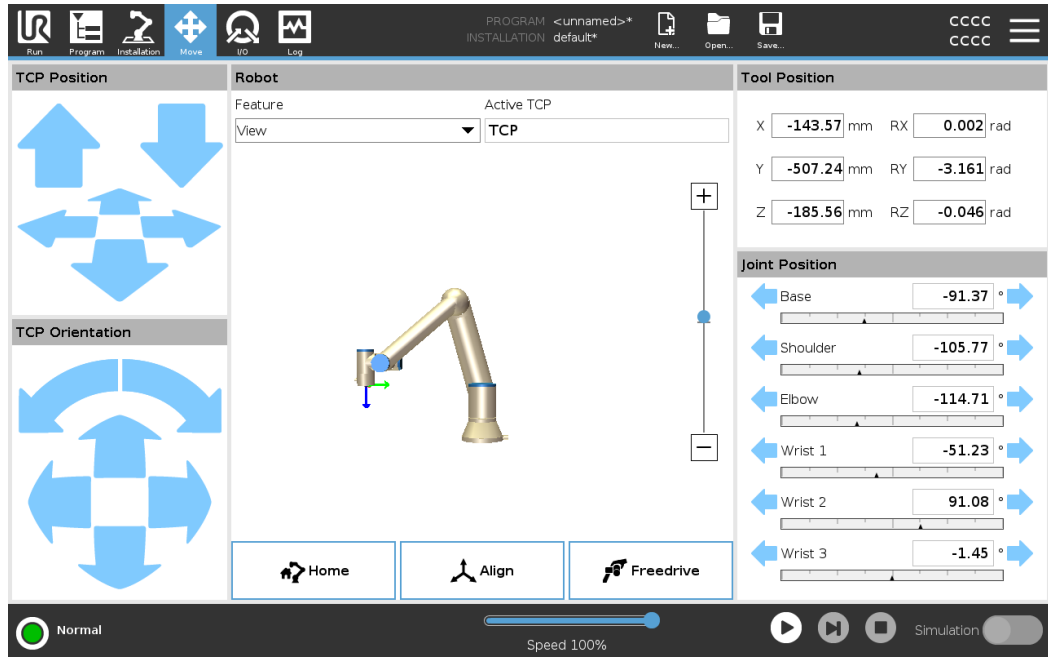 PROGRAM <unnamed>*
INSTALLATION default*
CCCC
CCCC
Run Program Installation Move I/O Log New... Open... Save...
TCP Position
Robot
Tool Position
Feature Active TCP
View TCP
X -143.57 mm RX 0.002 rad
Y -507.24 mm RY -3.161 rad
Z -185.56 mm RZ -0.046 rad
+
Joint Position
Base -91.37 °
TCP Orientation
Shoulder -105.77 °
Elbow -114.71 °
Wrist 1 -51.23 °
Wrist 2 91.08 °
Wrist 3 -1.45 °
Home Align Freedrive
Normal
Speed 100%
Simulation